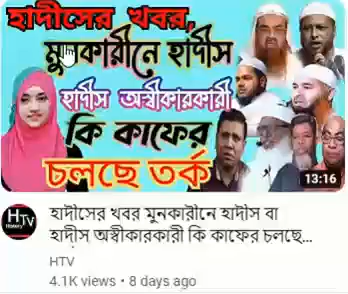 হাদীসের খবর,
মুনকারীনে হাদীস
হাদীস অস্বীকারকারী
কি কাফের
চলছে তর্ক
13:16
হাদীসের খবর মুনকারীনে হাদীস বা
হাদীস অস্বীকারকারী কি কাফের চলছে...
HTV
HTV
4.1K views • 8 days ago